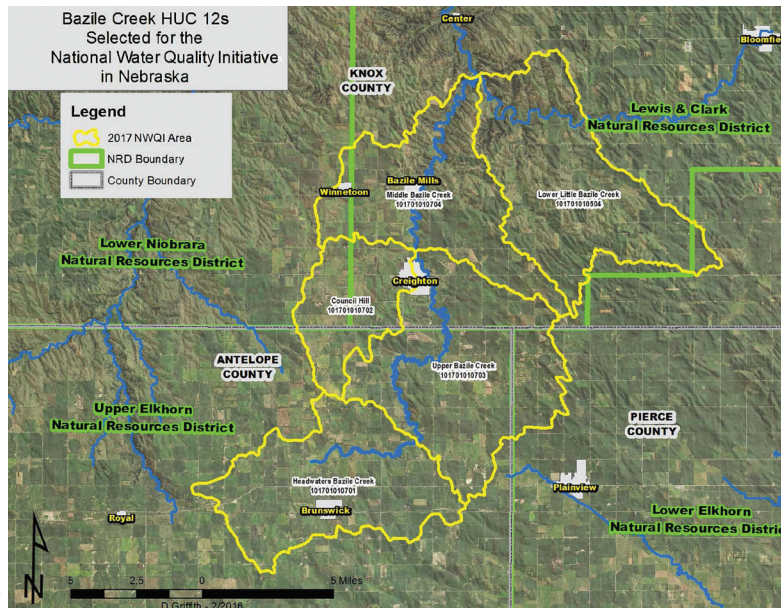 Bazile Creek HUC 12s
Selected for the
National Water Quality Initiative
in Nebraska
Legend
2017 NWQI Area
NRD Boundary
County Boundary
Center
Bloomfiel
KNOX
COUNTY
Lewis & Clark
Natural Resources District
Winnetoon
Bazile Mills
Middle Bazile Creek
101701010704
Lower Little Bazile Creek
101701010504
Lower Niobrara
Natural Resources District
Creighton
Council Hill
101701010702
ANTELOPE
COUNTY
Upper Bazile Creek
101701010703
Upper Elkhorn
Natural Resources District
PIERCE
COUNTY
Headwaters Bazile Creek
101701010701
Brunswick
Plainview
Royal
Lower Elkhorn
Natural Resources District
N
5 2.5 0 5 Miles
D Griffith - 2/2016